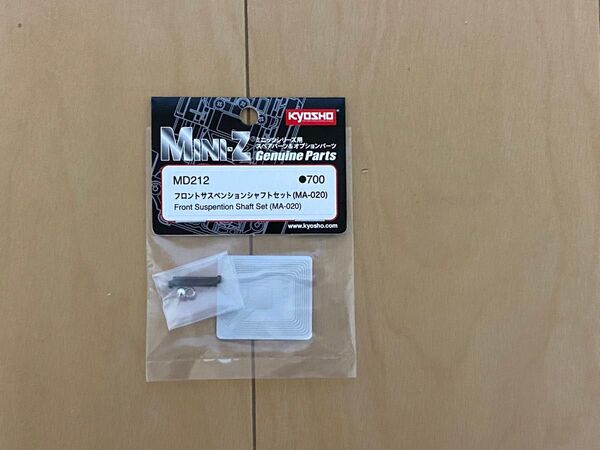 KYOSHO
MINI-Z
ミニッツシリーズ用
スペアパーツ&オプションパーツ
Genuine Parts
MD212 ●700
フロントサスペンションシャフトセット(MA-020)
Front Suspention Shaft Set (MA-020)
www.kyosho.com